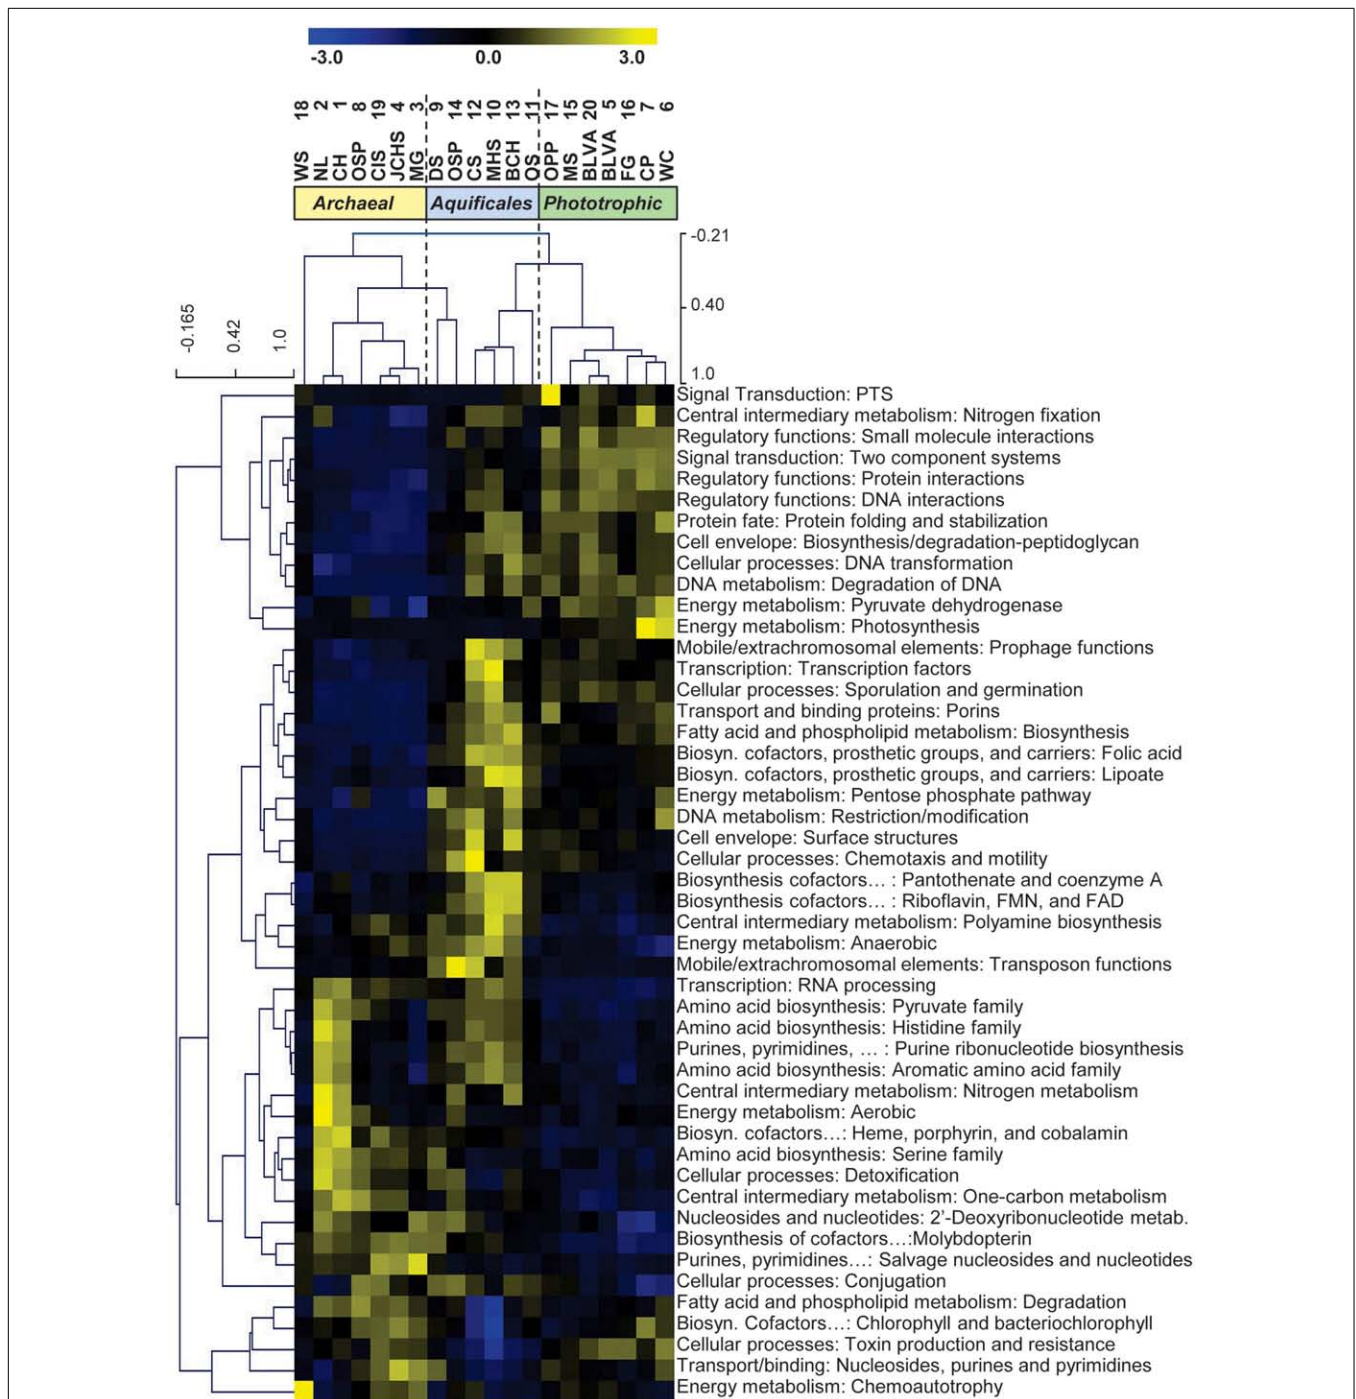 -3.0 0.0 3.0
18 2 1 8 19 4 3 9 14 12 10 13 11 17 15 20 5 16 7 6
WS NL CH OSP CIS JCHS MG DS OSP CS MHS BCH OS OPP MS BLVA BLVA FG CP WC
Archaeal Aquificales Phototrophic
-0.21
0.40
1.0
-0.165 0.42 1.0
Signal Transduction: PTS
Central intermediary metabolism: Nitrogen fixation
Regulatory functions: Small molecule interactions
Signal transduction: Two component systems
Regulatory functions: Protein interactions
Regulatory functions: DNA interactions
Protein fate: Protein folding and stabilization
Cell envelope: Biosynthesis/degradation-peptidoglycan
Cellular processes: DNA transformation
DNA metabolism: Degradation of DNA
Energy metabolism: Pyruvate dehydrogenase
Energy metabolism: Photosynthesis
Mobile/extrachromosomal elements: Prophage functions
Transcription: Transcription factors
Cellular processes: Sporulation and germination
Transport and binding proteins: Porins
Fatty acid and phospholipid metabolism: Biosynthesis
Biosyn. cofactors, prosthetic groups, and carriers: Folic acid
Biosyn. cofactors, prosthetic groups, and carriers: Lipoate
Energy metabolism: Pentose phosphate pathway
DNA metabolism: Restriction/modification
Cell envelope: Surface structures
Cellular processes: Chemotaxis and motility
Biosynthesis cofactors… : Pantothenate and coenzyme A
Biosynthesis cofactors… : Riboflavin, FMN, and FAD
Central intermediary metabolism: Polyamine biosynthesis
Energy metabolism: Anaerobic
Mobile/extrachromosomal elements: Transposon functions
Transcription: RNA processing
Amino acid biosynthesis: Pyruvate family
Amino acid biosynthesis: Histidine family
Purines, pyrimidines, … : Purine ribonucleotide biosynthesis
Amino acid biosynthesis: Aromatic amino acid family
Central intermediary metabolism: Nitrogen metabolism
Energy metabolism: Aerobic
Biosyn. cofactors…: Heme, porphyrin, and cobalamin
Amino acid biosynthesis: Serine family
Cellular processes: Detoxification
Central intermediary metabolism: One-carbon metabolism
Nucleosides and nucleotides: 2’-Deoxyribonucleotide metab.
Biosynthesis of cofactors…:Molybdopterin
Purines, pyrimidines…: Salvage nucleosides and nucleotides
Cellular processes: Conjugation
Fatty acid and phospholipid metabolism: Degradation
Biosyn. Cofactors…: Chlorophyll and bacteriochlorophyll
Cellular processes: Toxin production and resistance
Transport/binding: Nucleosides, purines and pyrimidines
Energy metabolism: Chemoautotrophy